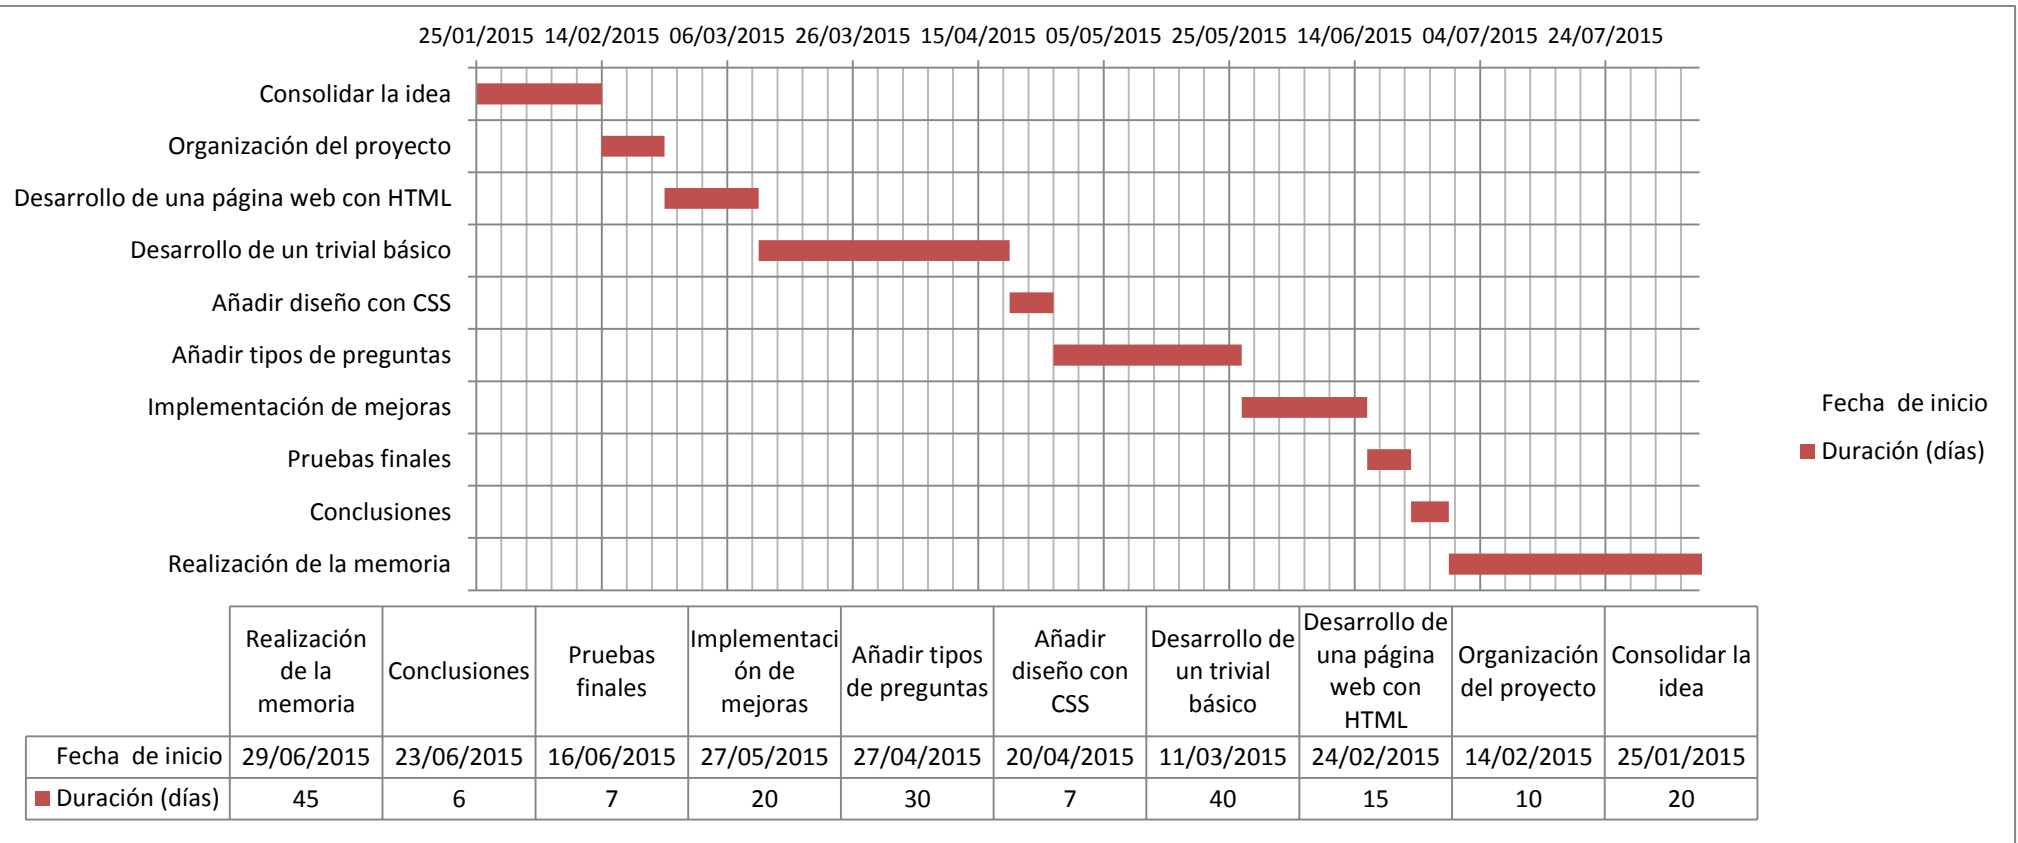 25/01/2015 14/02/2015 06/03/2015 26/03/2015 15/04/2015 05/05/2015 25/05/2015 14/06/2015 04/07/2015 24/07/2015
Consolidar la idea
Organización del proyecto
Desarrollo de una página web con HTML
Desarrollo de un trivial básico
Añadir diseño con CSS
Añadir tipos de preguntas
Implementación de mejoras
Pruebas finales
Conclusiones
Realización de la memoria
Fecha de inicio
Duración (días)
Realización
de la
memoria
Conclusiones
Pruebas
finales
Implementaci
ón de
mejoras
Añadir tipos
de preguntas
Añadir
diseño con
CSS
Desarrollo de
un trivial
básico
Desarrollo de
una página
web con
HTML
Organización
del proyecto
Consolidar la
idea
Fecha de inicio 29/06/2015 23/06/2015 16/06/2015 27/05/2015 27/04/2015 20/04/2015 11/03/2015 24/02/2015 14/02/2015 25/01/2015
Duración (días) 45 6 7 20 30 7 40 15 10 20